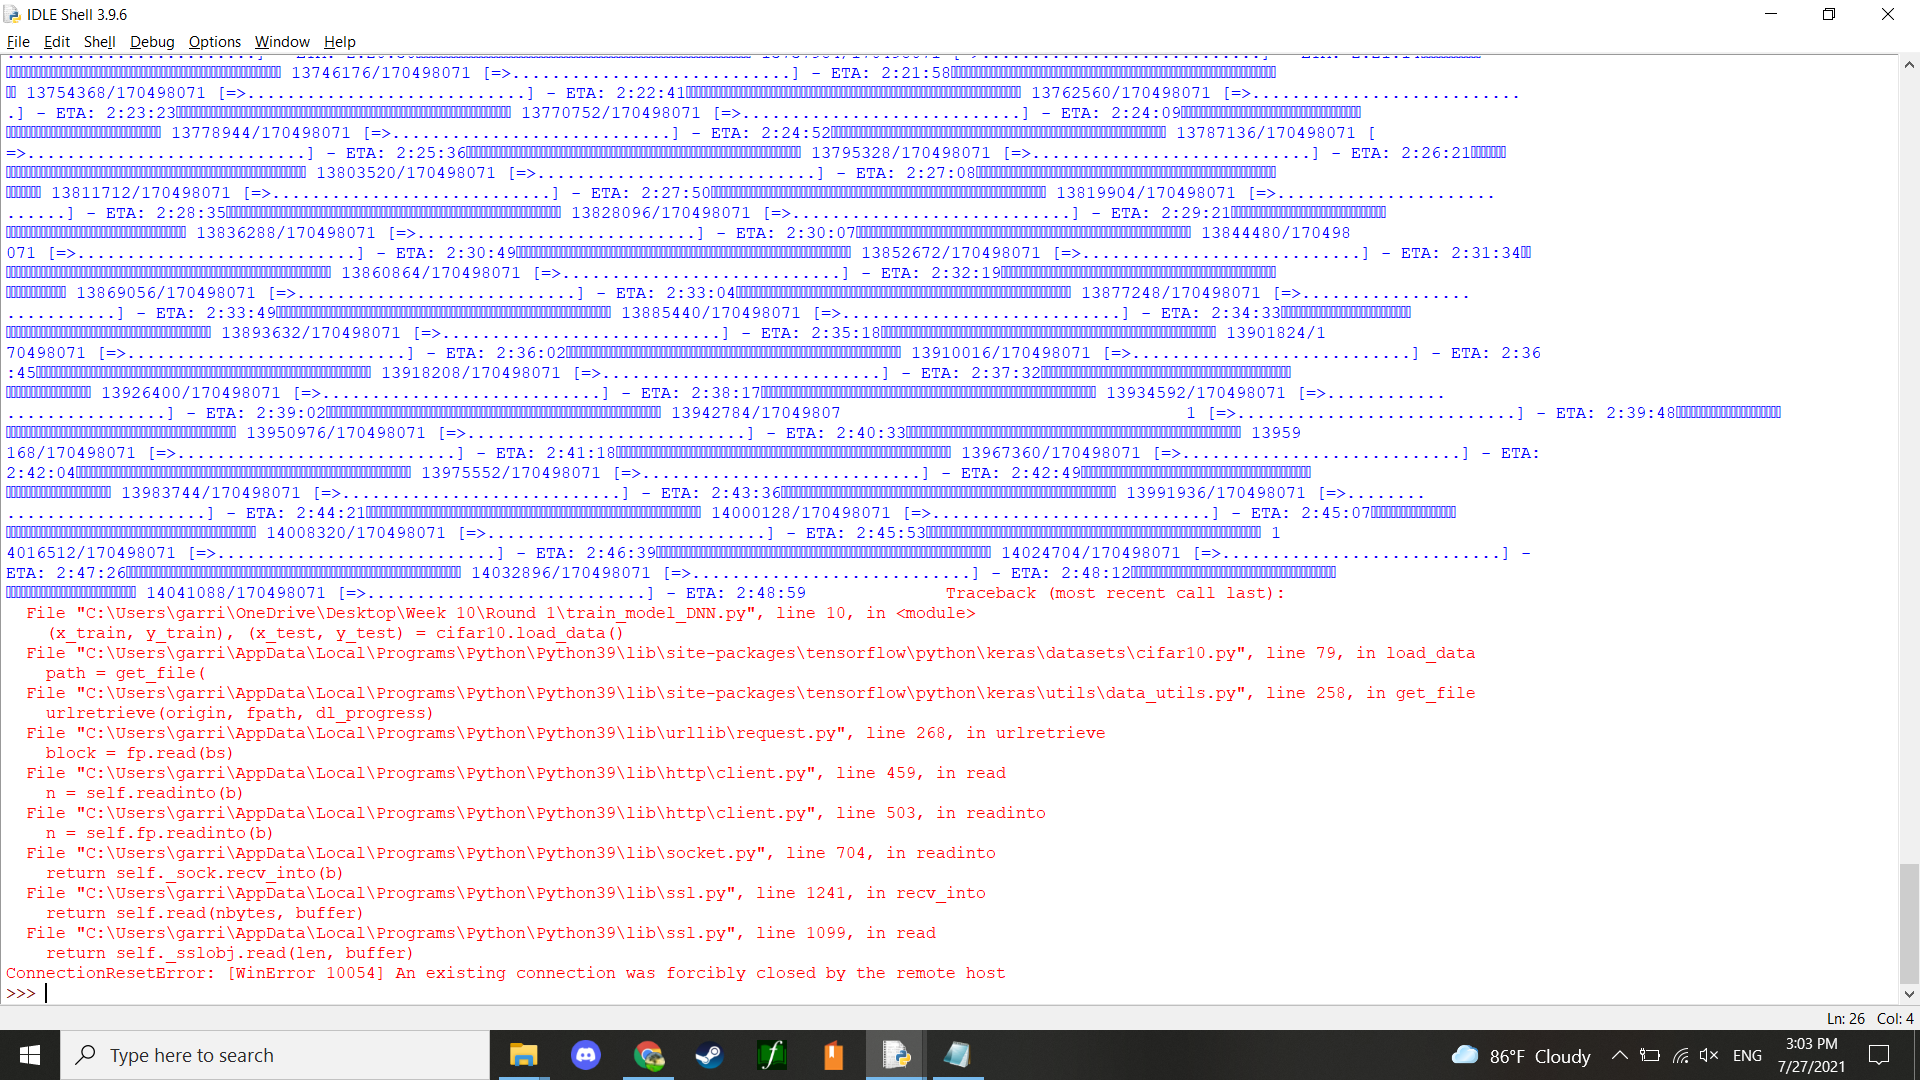 IDLE Shell 3.9.6
File Edit Shell Debug Options Window Help
13746176/170498071 [=>............................] - ETA: 2:21:58
13754368/170498071 [=>............................] - ETA: 2:22:41 13762560/170498071 [=>...........................
.] - ETA: 2:23:23 13770752/170498071 [=>............................] - ETA: 2:24:09
13778944/170498071 [=>............................] - ETA: 2:24:52 13787136/170498071 [
=>............................] - ETA: 2:25:36 13795328/170498071 [=>............................] - ETA: 2:26:21
13803520/170498071 [=>............................] - ETA: 2:27:08
13811712/170498071 [=>............................] - ETA: 2:27:50 13819904/170498071 [=>......................
......] - ETA: 2:28:35 13828096/170498071 [=>............................] - ETA: 2:29:21
13836288/170498071 [=>............................] - ETA: 2:30:07 13844480/170498
071 [=>............................] - ETA: 2:30:49 13852672/170498071 [=>............................] - ETA: 2:31:34
13860864/170498071 [=>............................] - ETA: 2:32:19
13869056/170498071 [=>............................] - ETA: 2:33:04 13877248/170498071 [=>.................
...........] - ETA: 2:33:49 13885440/170498071 [=>............................] - ETA: 2:34:33
13893632/170498071 [=>............................] - ETA: 2:35:18 13901824/1
70498071 [=>............................] - ETA: 2:36:02 13910016/170498071 [=>............................] - ETA: 2:36
:45 13918208/170498071 [=>............................] - ETA: 2:37:32
13926400/170498071 [=>............................] - ETA: 2:38:17 13934592/170498071 [=>............
................] - ETA: 2:39:02 13942784/17049807 1 [=>............................] - ETA: 2:39:48
13950976/170498071 [=>............................] - ETA: 2:40:33 13959
168/170498071 [=>............................] - ETA: 2:41:18 13967360/170498071 [=>............................] - ETA:
2:42:04 13975552/170498071 [=>............................] - ETA: 2:42:49
13983744/170498071 [=>............................] - ETA: 2:43:36 13991936/170498071 [=>........
....................] - ETA: 2:44:21 14000128/170498071 [=>............................] - ETA: 2:45:07
14008320/170498071 [=>............................] - ETA: 2:45:53 1
4016512/170498071 [=>............................] - ETA: 2:46:39 14024704/170498071 [=>............................] -
ETA: 2:47:26 14032896/170498071 [=>............................] - ETA: 2:48:12
14041088/170498071 [=>............................] - ETA: 2:48:59 Traceback (most recent call last):
File "C:\Users\garri\OneDrive\Desktop\Week 10\Round 1\train_model_DNN.py", line 10, in <module>
(x_train, y_train), (x_test, y_test) = cifar10.load_data()
File "C:\Users\garri\AppData\Local\Programs\Python\Python39\lib\site-packages\tensorflow\python\keras\datasets\cifar10.py", line 79, in load_data
path = get_file(
File "C:\Users\garri\AppData\Local\Programs\Python\Python39\lib\site-packages\tensorflow\python\keras\utils\data_utils.py", line 258, in get_file
urlretrieve(origin, fpath, dl_progress)
File "C:\Users\garri\AppData\Local\Programs\Python\Python39\lib\urllib\request.py", line 268, in urlretrieve
block = fp.read(bs)
File "C:\Users\garri\AppData\Local\Programs\Python\Python39\lib\http\client.py", line 459, in read
n = self.readinto(b)
File "C:\Users\garri\AppData\Local\Programs\Python\Python39\lib\http\client.py", line 503, in readinto
n = self.fp.readinto(b)
File "C:\Users\garri\AppData\Local\Programs\Python\Python39\lib\socket.py", line 704, in readinto
return self._sock.recv_into(b)
File "C:\Users\garri\AppData\Local\Programs\Python\Python39\lib\ssl.py", line 1241, in recv_into
return self.read(nbytes, buffer)
File "C:\Users\garri\AppData\Local\Programs\Python\Python39\lib\ssl.py", line 1099, in read
return self._sslobj.read(len, buffer)
ConnectionResetError: [WinError 10054] An existing connection was forcibly closed by the remote host
>>>
Ln: 26 Col: 4
Type here to search
86°F Cloudy
ENG
3:03 PM
7/27/2021